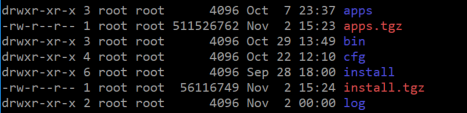 drwxr-xr-x 3 root root      4096 Oct  7 23:37 apps
-rw-r--r-- 1 root root 511526762 Nov  2 15:23 apps.tgz
drwxr-xr-x 3 root root      4096 Oct 29 13:49 bin
drwxr-xr-x 4 root root      4096 Oct 22 12:10 cfg
drwxr-xr-x 6 root root      4096 Sep 28 18:00 install
-rw-r--r-- 1 root root  56116749 Nov  2 15:24 install.tgz
drwxr-xr-x 2 root root      4096 Nov  2 00:00 log